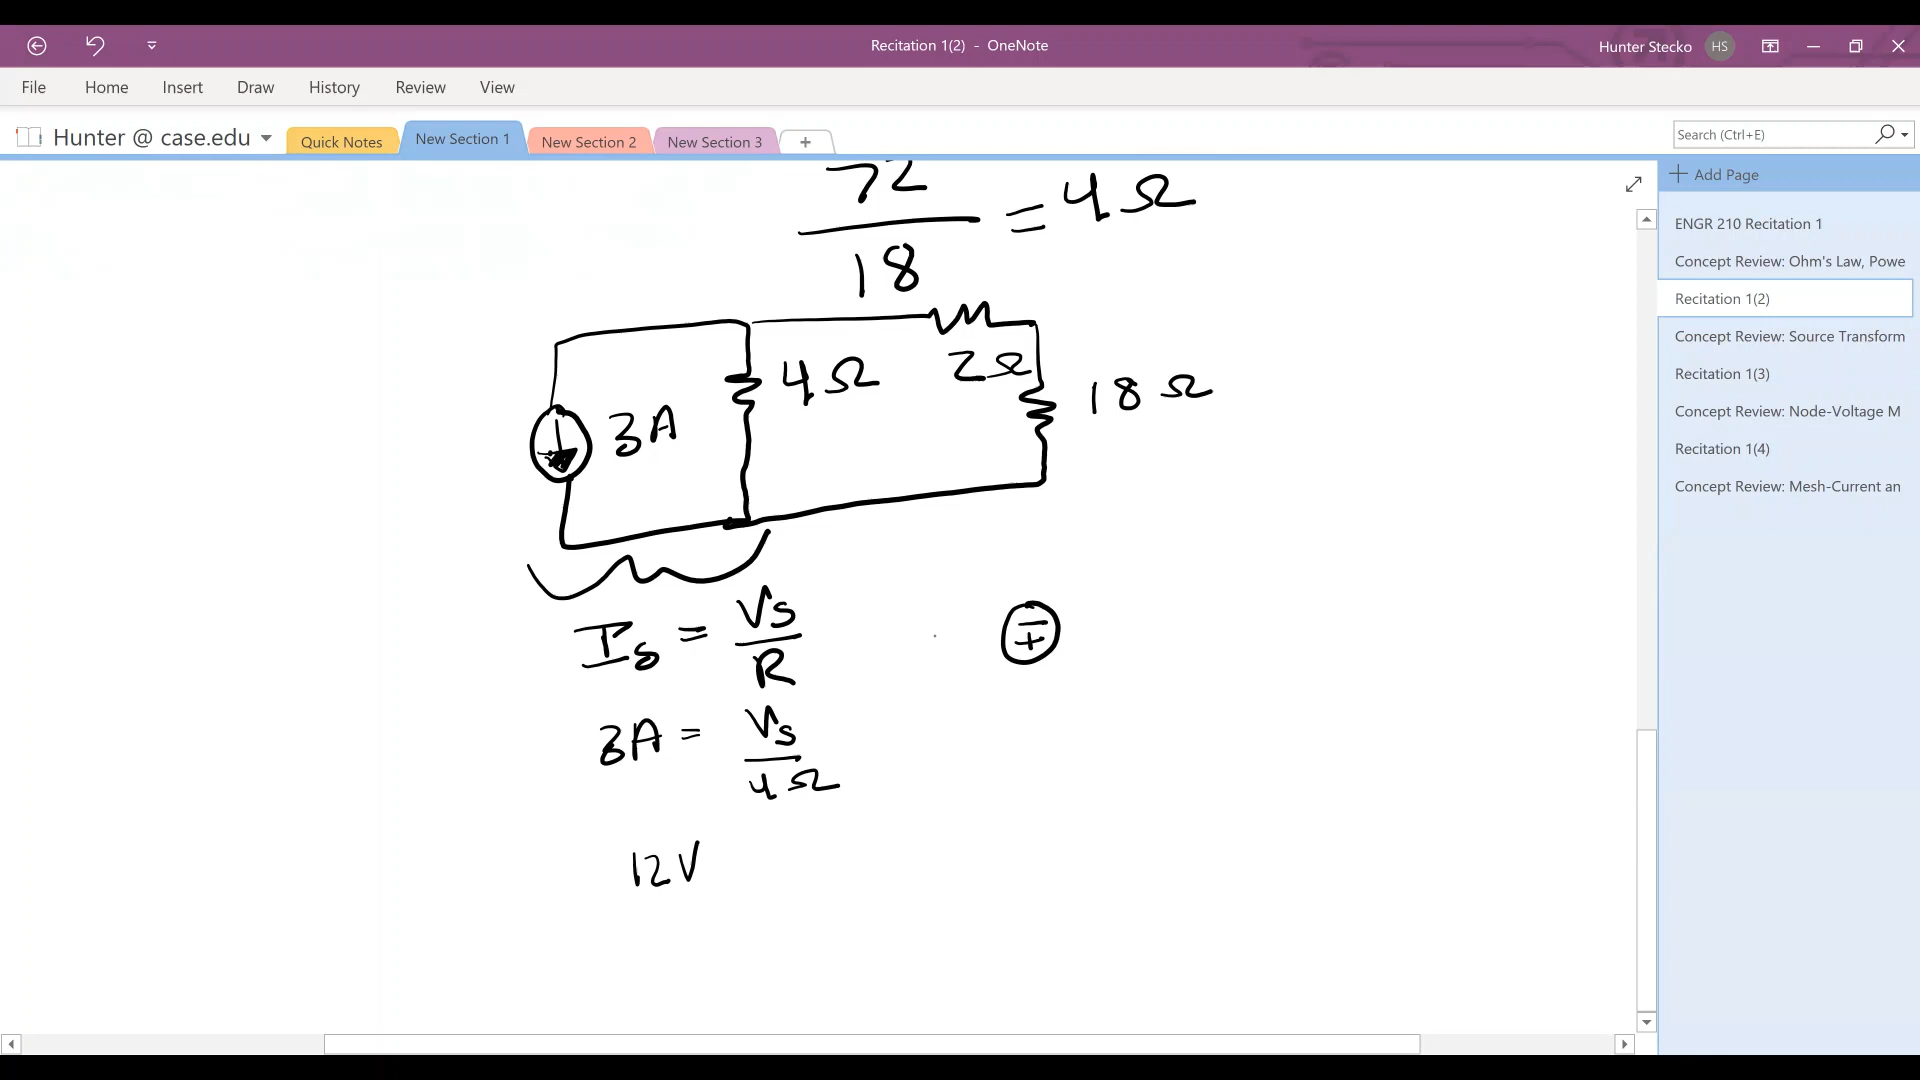 Recitation 1(2) - OneNote
Hunter Stecko HS
File Home Insert Draw History Review View
Hunter @ case.edu Quick Notes New Section 1 New Section 2 New Section 3 +
Search (Ctrl+E)
Add Page
ENGR 210 Recitation 1
Concept Review: Ohm's Law, Powe
Recitation 1(2)
Concept Review: Source Transform
Recitation 1(3)
Concept Review: Node-Voltage M
Recitation 1(4)
Concept Review: Mesh-Current an
72
18
= 4Ω
3A
4Ω
2Ω
18Ω
Is = Vs
R
− +
3A = Vs
4Ω
12V